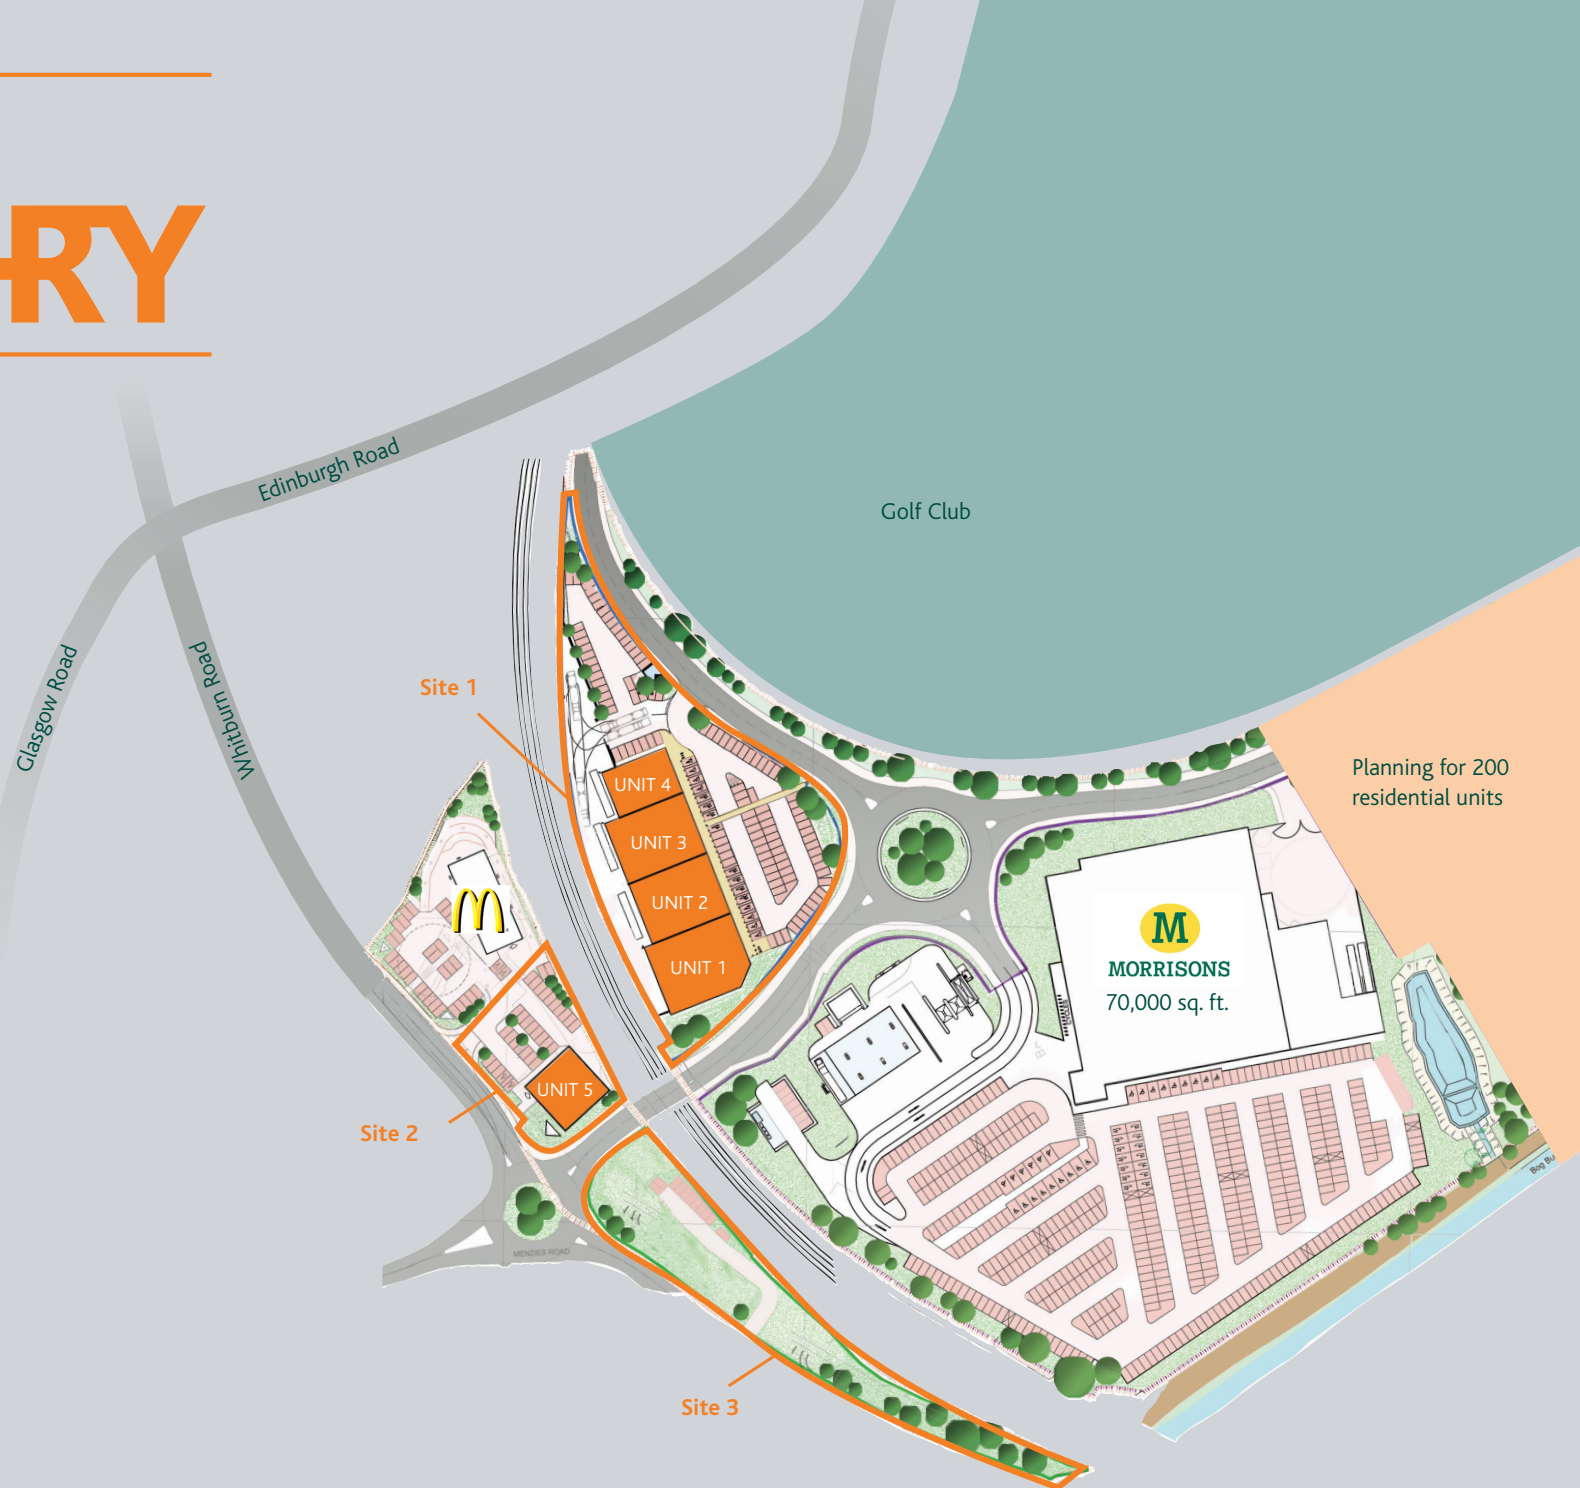 RY
Edinburgh Road
Golf Club
Glasgow Road
Whitburn Road
Site 1
UNIT 4
UNIT 3
UNIT 2
UNIT 1
Planning for 200
residential units
M
MORRISONS
70,000 sq. ft.
UNIT 5
Site 2
MENZIES ROAD
Site 3